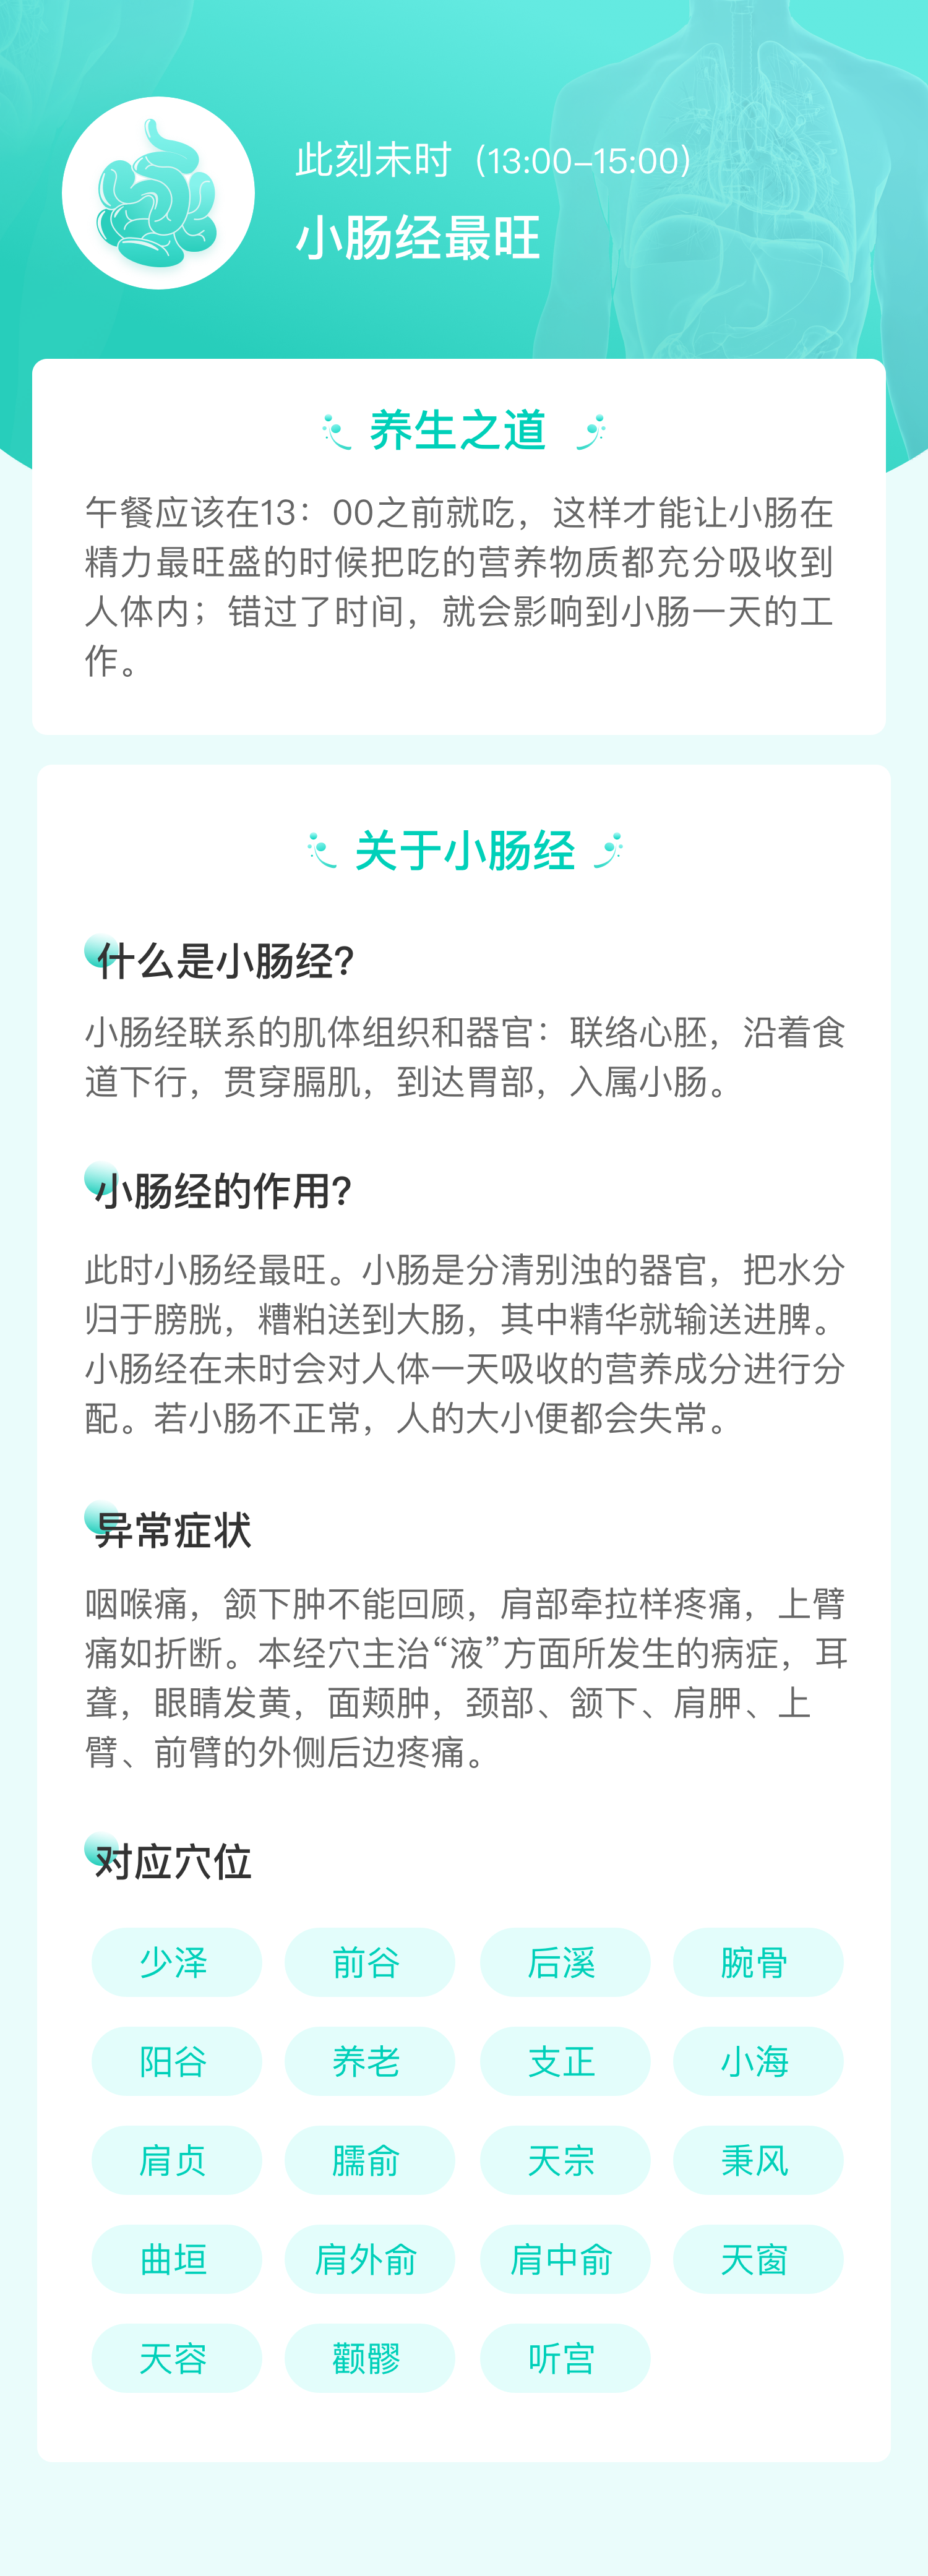 此刻未时（13:00-15:00）
小肠经最旺
养生之道
午餐应该在13：00之前就吃，这样才能让小肠在
精力最旺盛的时候把吃的营养物质都充分吸收到
人体内；错过了时间，就会影响到小肠一天的工
作。
关于小肠经
什么是小肠经?
小肠经联系的肌体组织和器官：联络心胚，沿着食
道下行，贯穿膈肌，到达胃部，入属小肠。
小肠经的作用?
此时小肠经最旺。小肠是分清别浊的器官，把水分
归于膀胱，糟粕送到大肠，其中精华就输送进脾。
小肠经在未时会对人体一天吸收的营养成分进行分
配。若小肠不正常，人的大小便都会失常。
异常症状
咽喉痛，颔下肿不能回顾，肩部牵拉样疼痛，上臂
痛如折断。本经穴主治“液”方面所发生的病症，耳
聋，眼睛发黄，面颊肿，颈部、颔下、肩胛、上
臂、前臂的外侧后边疼痛。
对应穴位
少泽 前谷 后溪 腕骨
阳谷 养老 支正 小海
肩贞 臑俞 天宗 秉风
曲垣 肩外俞 肩中俞 天窗
天容 颧髎 听宫